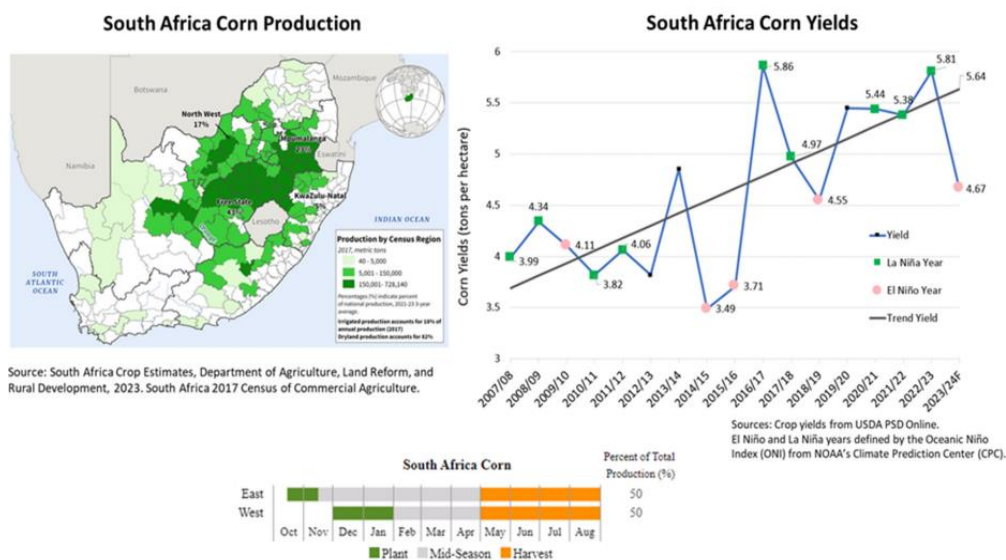 South Africa Corn Production
South Africa Corn Yields
Botswana
Mozambique
Namibia
Eswatini
Lesotho
North West
17%
Mpumalanga
Free State
KwaZulu-Natal
INDIAN OCEAN
SOUTH
ATLANTIC
OCEAN
Production by Census Region
2017, metric tons
40 - 5,000
5,001 - 150,000
150,001 - 728,140
Percentages (%) indicate percent
of national production, 2021-23 3-year
average.
Irrigated production accounts for 18% of
annual production (2017)
Dryland production accounts for 82%
Source: South Africa Crop Estimates, Department of Agriculture, Land Reform, and
Rural Development, 2023. South Africa 2017 Census of Commercial Agriculture.
Corn Yields (tons per hectare)
6
5.5
5
4.5
4
3.5
3
3.99
4.34
4.11
3.82
4.06
3.49
3.71
5.86
4.97
4.55
5.44
5.38
5.81
5.64
4.67
Yield
La Niña Year
El Niño Year
Trend Yield
2007/08
2008/09
2009/10
2010/11
2011/12
2012/13
2013/14
2014/15
2015/16
2016/17
2017/18
2018/19
2019/20
2020/21
2021/22
2022/23
2023/24F
Sources: Crop yields from USDA PSD Online.
El Niño and La Niña years defined by the Oceanic Niño
Index (ONI) from NOAA's Climate Prediction Center (CPC).
South Africa Corn
Percent of Total
Production (%)
East 50
West 50
Oct Nov Dec Jan Feb Mar Apr May Jun Jul Aug
Plant Mid-Season Harvest